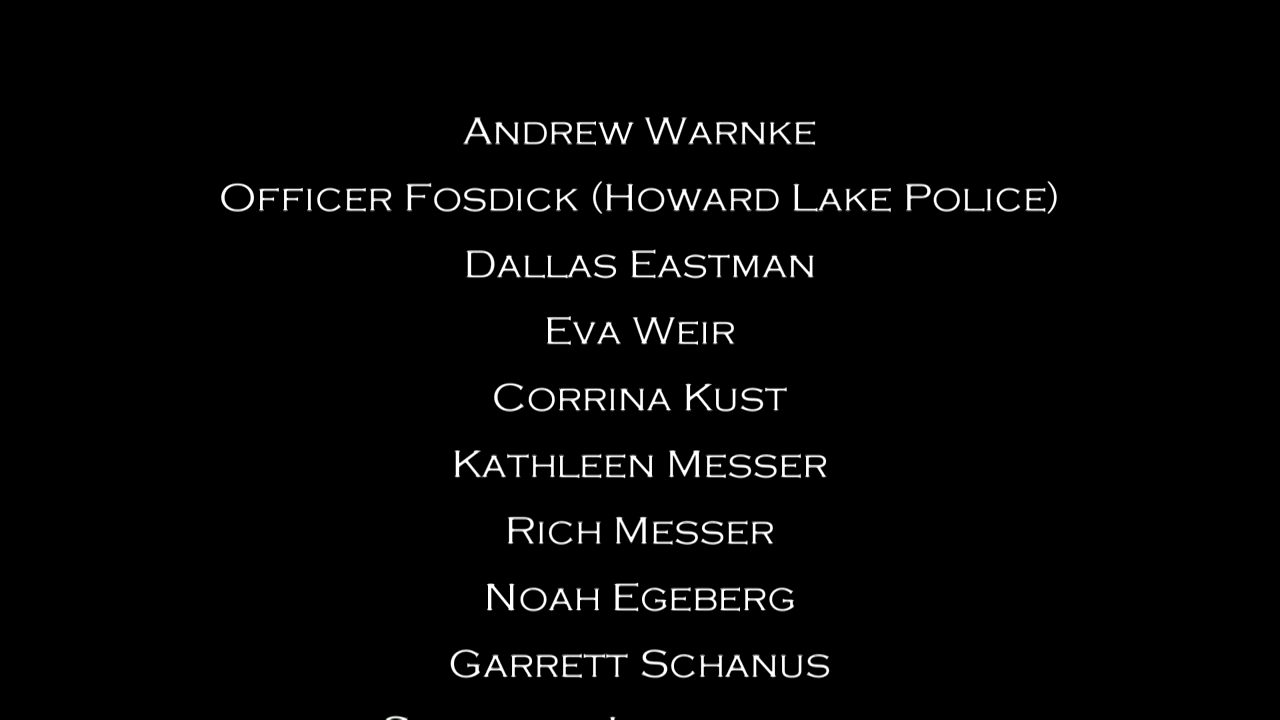 Andrew Warnke
Officer Fosdick (Howard Lake Police)
Dallas Eastman
Eva Weir
Corrina Kust
Kathleen Messer
Rich Messer
Noah Egeberg
Garrett Schanus